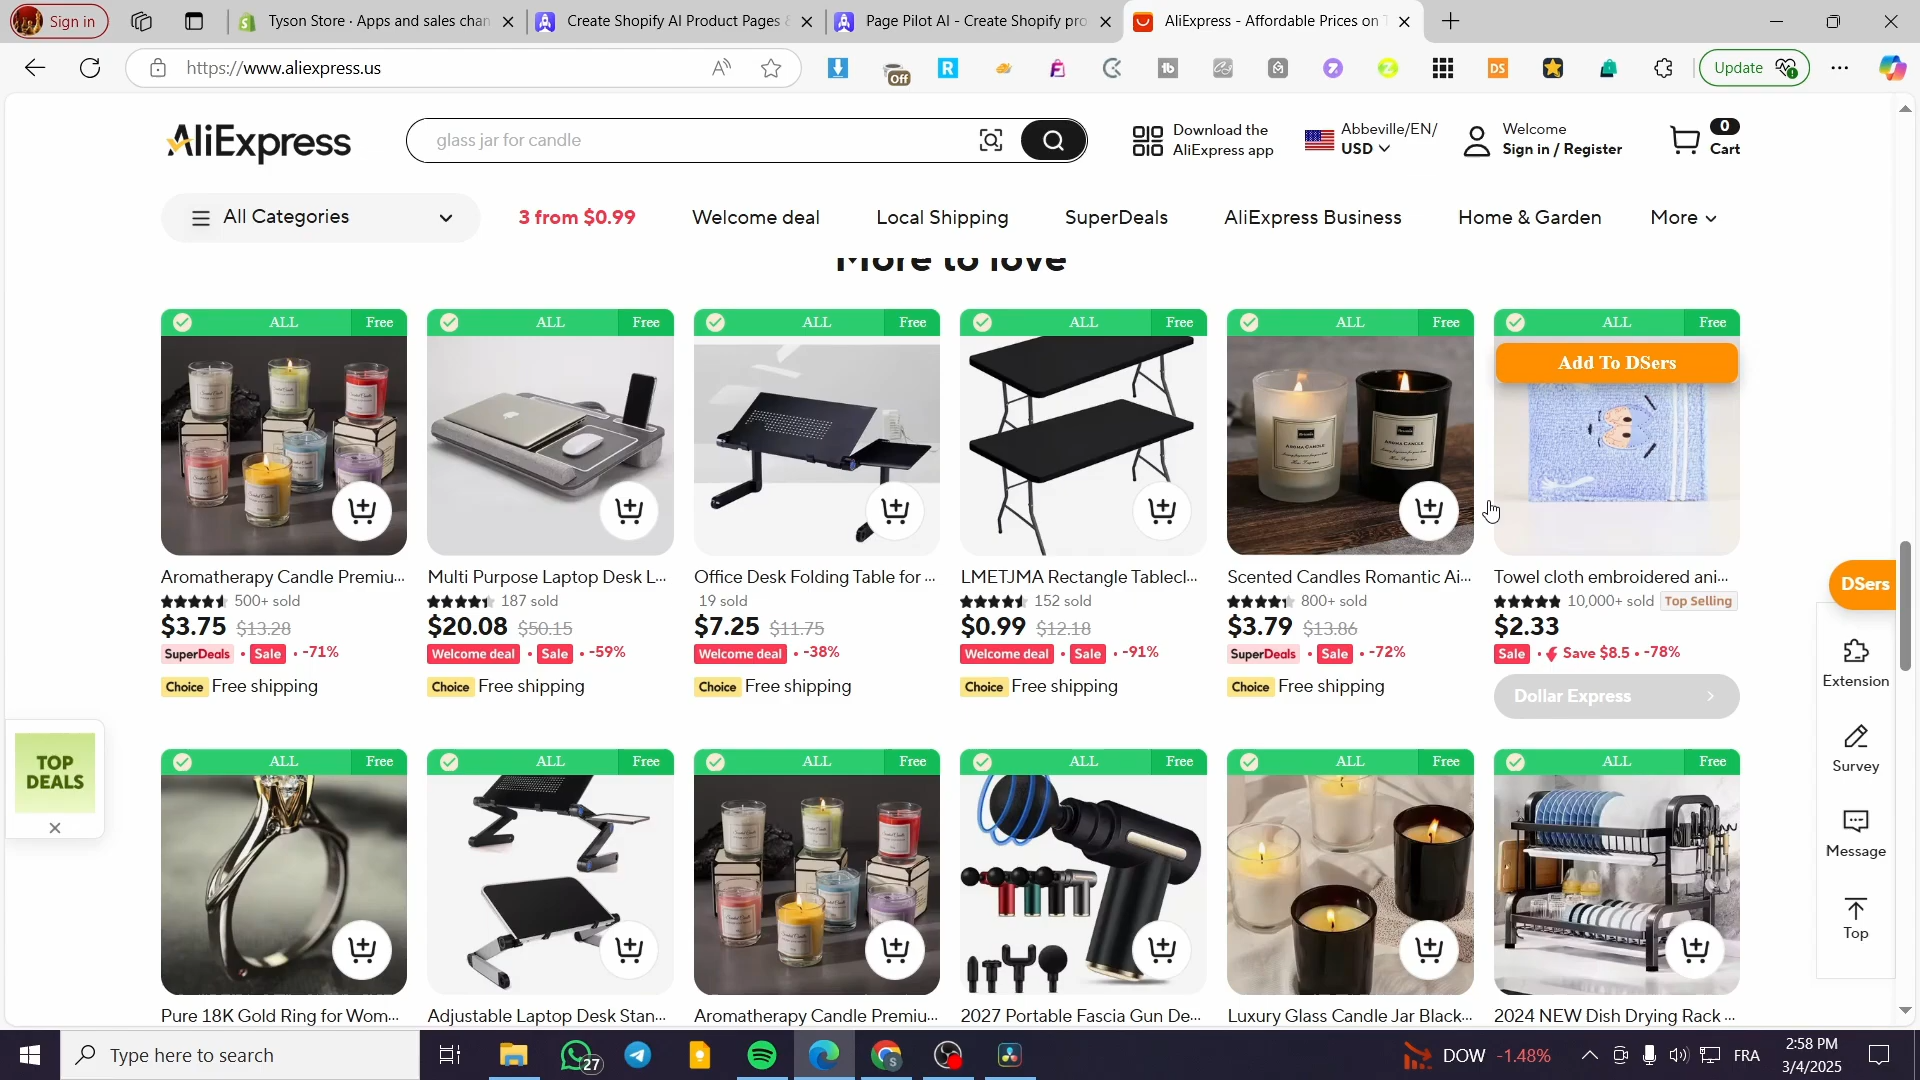 Sign in
Tyson Store · Apps and sales chan
Create Shopify AI Product Pages &
Page Pilot AI - Create Shopify pro
AliExpress - Affordable Prices on T
https://www.aliexpress.us
Off
Update
AliExpress
glass jar for candle
Download the
AliExpress app
Abbeville/EN/
USD
Welcome
Sign in / Register
0
Cart
All Categories
3 from $0.99
Welcome deal
Local Shipping
SuperDeals
AliExpress Business
Home & Garden
More
More to love
ALL Free
ALL Free
ALL Free
ALL Free
ALL Free
ALL Free
Add To DSers
Aromatherapy Candle Premiu...
500+ sold
$3.75 $13.28
SuperDeals · Sale · -71%
Choice Free shipping
Multi Purpose Laptop Desk L...
187 sold
$20.08 $50.15
Welcome deal · Sale · -59%
Choice Free shipping
Office Desk Folding Table for ...
19 sold
$7.25 $11.75
Welcome deal · -38%
Choice Free shipping
LMETJMA Rectangle Tablecl...
152 sold
$0.99 $12.18
Welcome deal · Sale · -91%
Choice Free shipping
Scented Candles Romantic Ai...
800+ sold
$3.79 $13.86
SuperDeals · Sale · -72%
Choice Free shipping
Towel cloth embroidered ani...
10,000+ sold Top Selling
$2.33
Sale · Save $8.5 · -78%
Dollar Express
DSers
Extension
Survey
Message
Top
TOP
DEALS
ALL Free
ALL Free
ALL Free
ALL Free
ALL Free
ALL Free
Pure 18K Gold Ring for Wom...
Adjustable Laptop Desk Stan...
Aromatherapy Candle Premiu...
2027 Portable Fascia Gun De...
Luxury Glass Candle Jar Black...
2024 NEW Dish Drying Rack ...
Type here to search
27
DOW -1.48%
FRA
2:58 PM
3/4/2025